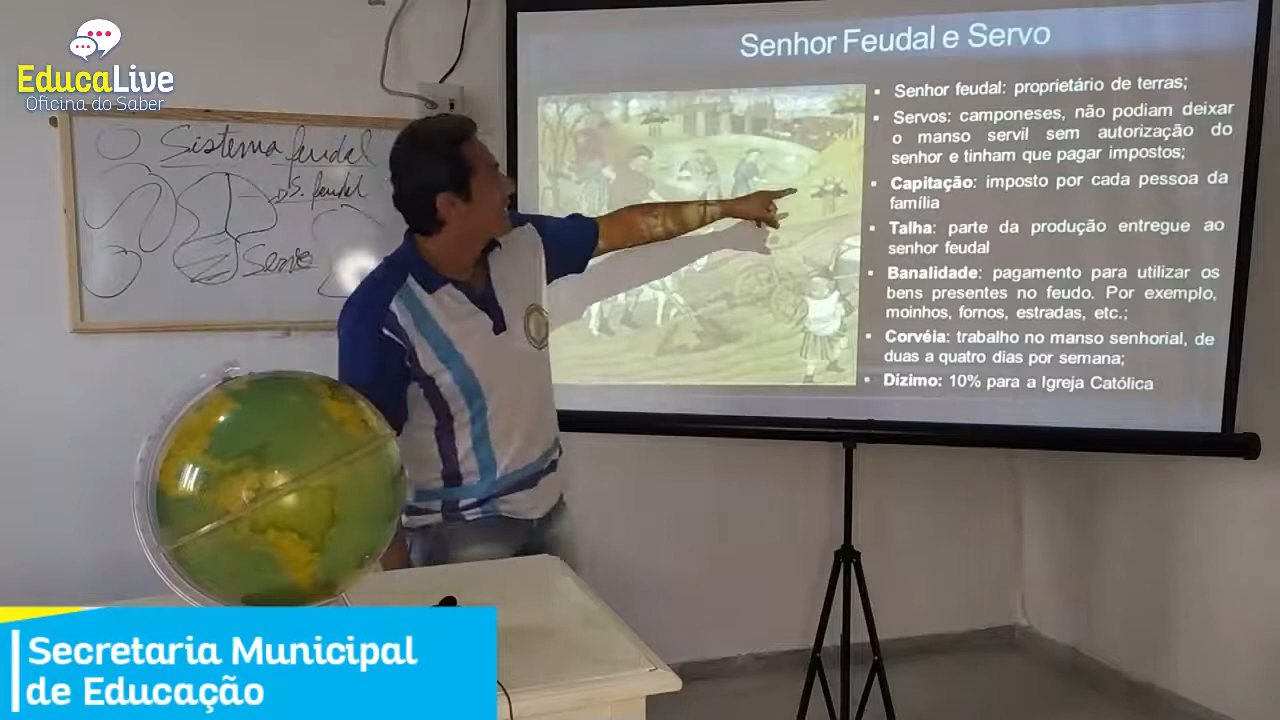 EducaLive
Oficina do Saber
Sistema feudal
S. feudal
Servo
Senhor Feudal e Servo
▪ Senhor feudal: proprietário de terras;
▪ Servos: camponeses, não podiam deixar
o manso servil sem autorização do
senhor e tinham que pagar impostos;
▪ Capitação: imposto por cada pessoa da
família
▪ Talha: parte da produção entregue ao
senhor feudal
▪ Banalidade: pagamento para utilizar os
bens presentes no feudo. Por exemplo,
moinhos, fornos, estradas, etc.;
▪ Corvéia: trabalho no manso senhorial, de
duas a quatro dias por semana;
▪ Dizimo: 10% para a Igreja Católica
Secretaria Municipal
de Educação